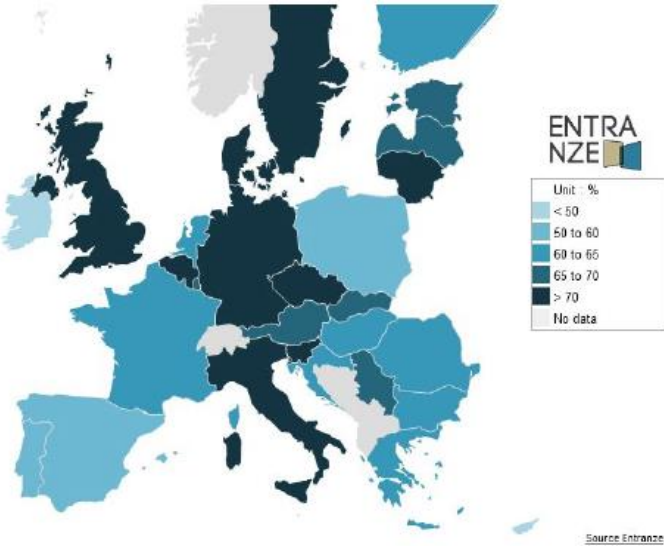 ENTRA
NZE
Unit : %
< 50
50 to 60
60 to 65
65 to 70
> 70
No data
Source Entranze